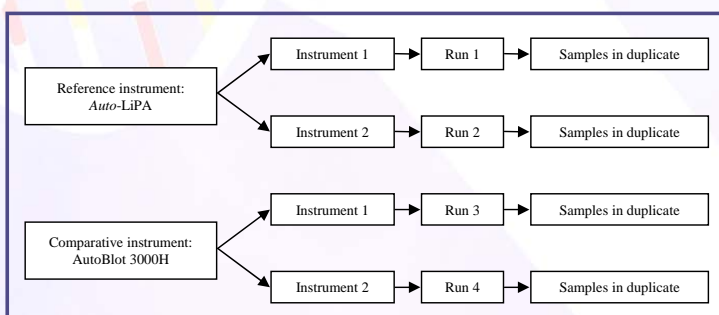 Instrument 1 Run 1 Samples in duplicate
Reference instrument:
Auto-LiPA
Instrument 2 Run 2 Samples in duplicate
Instrument 1 Run 3 Samples in duplicate
Comparative instrument:
AutoBlot 3000H
Instrument 2 Run 4 Samples in duplicate